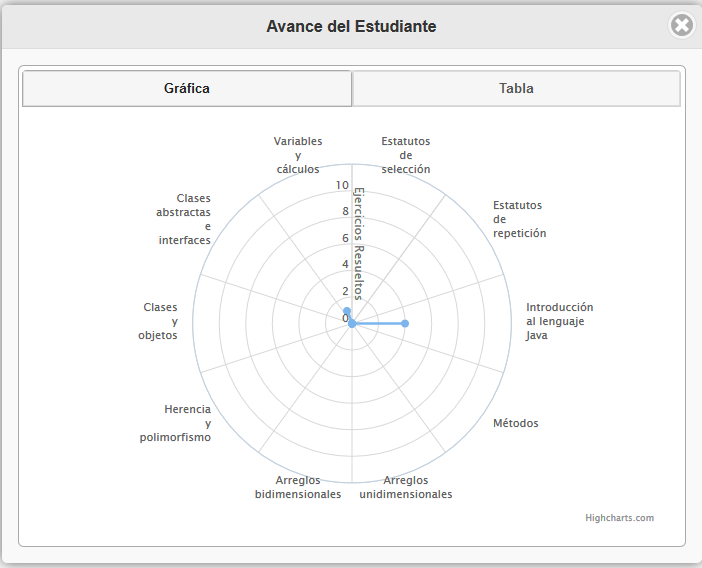 Avance del Estudiante
Gráfica
Tabla
Variables
y
cálculos
Estatutos
de
selección
Clases
abstractas
e
interfaces
Estatutos
de
repetición
Clases
y
objetos
Introducción
al lenguaje
Java
Herencia
y
polimorfismo
Métodos
Arreglos
bidimensionales
Arreglos
unidimensionales
10
8
6
4
2
0
Ejercicios Resueltos
Highcharts.com